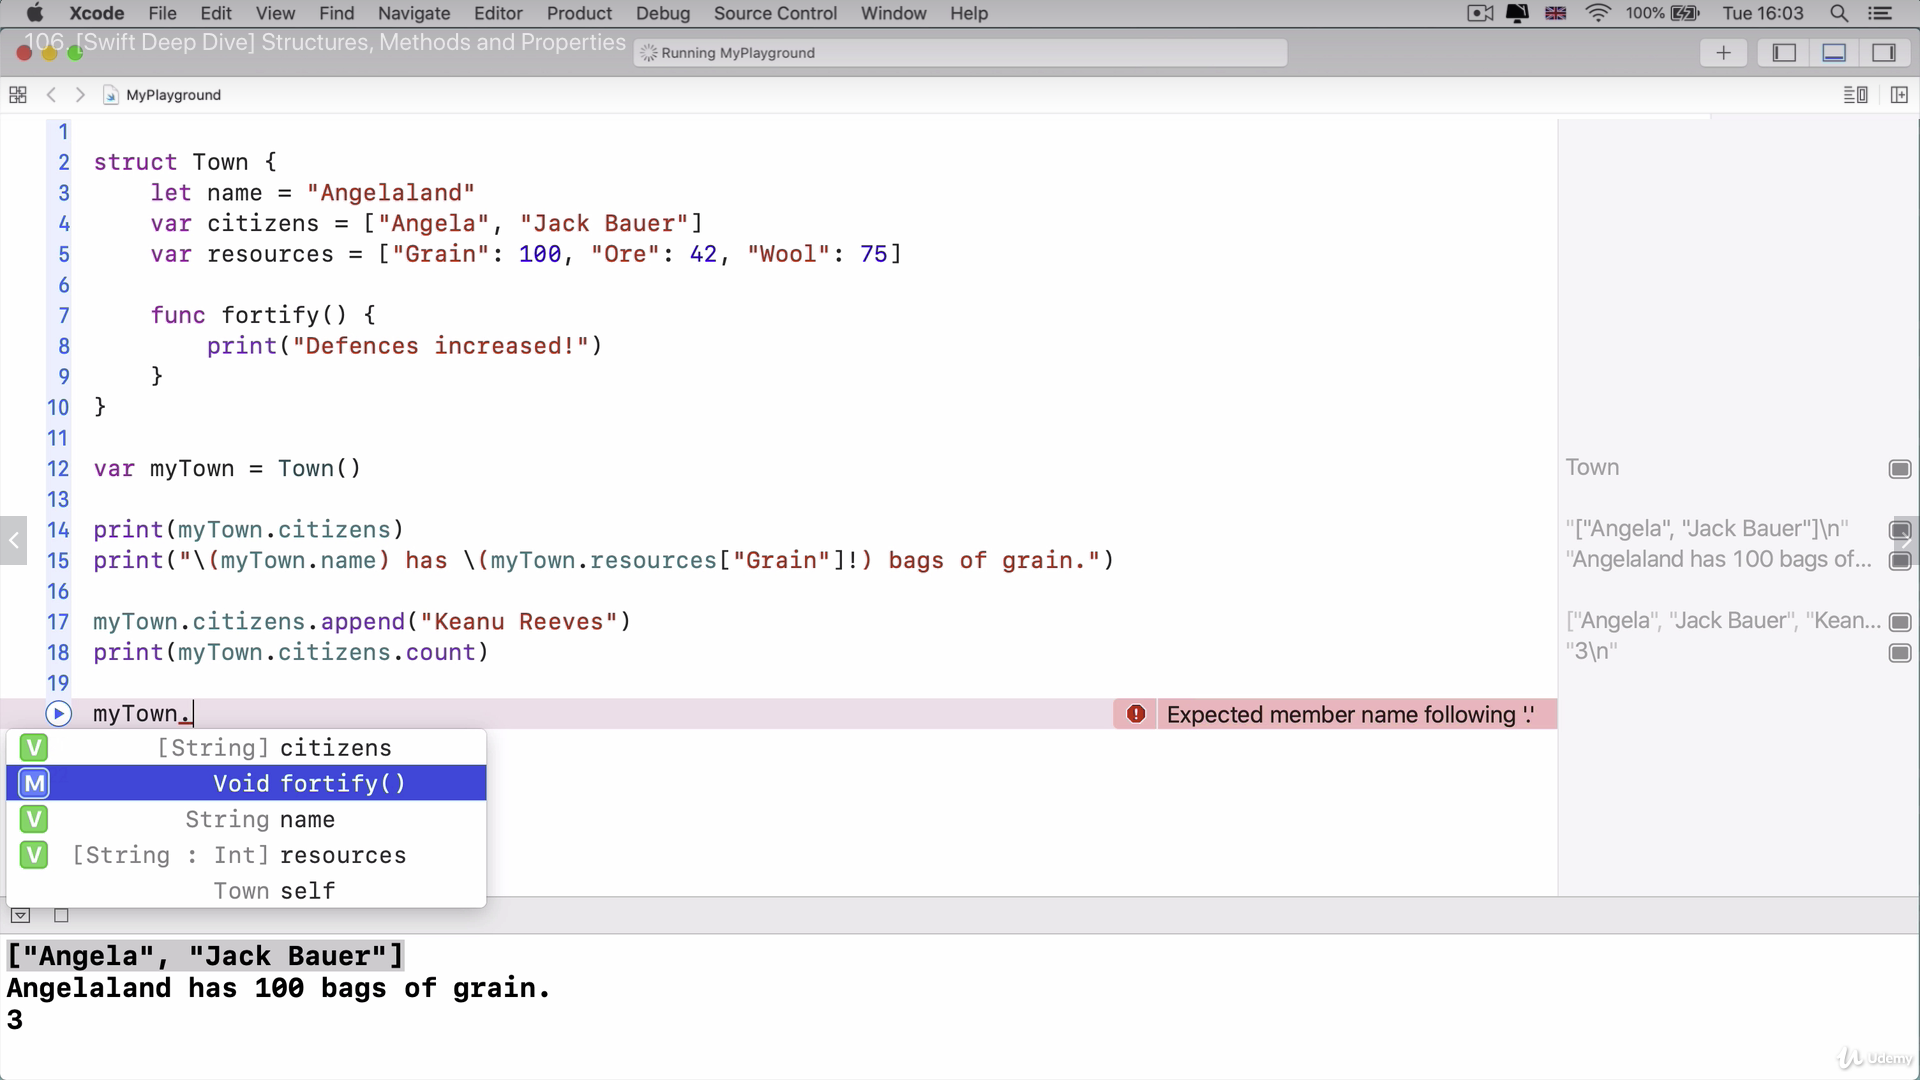 Xcode File Edit View Find Navigate Editor Product Debug Source Control Window Help 100% Tue 16:03
106. [Swift Deep Dive] Structures, Methods and Properties
Running MyPlayground
MyPlayground
1
2 struct Town {
3 let name = "Angelaland"
4 var citizens = ["Angela", "Jack Bauer"]
5 var resources = ["Grain": 100, "Ore": 42, "Wool": 75]
6
7 func fortify() {
8 print("Defences increased!")
9 }
10 }
11
12 var myTown = Town() Town
13
14 print(myTown.citizens) "["Angela", "Jack Bauer"]\n"
15 print("\(myTown.name) has \(myTown.resources["Grain"]!) bags of grain.") "Angelaland has 100 bags of...
16
17 myTown.citizens.append("Keanu Reeves") ["Angela", "Jack Bauer", "Kean...
18 print(myTown.citizens.count) "3\n"
19
myTown. Expected member name following '.'
V [String] citizens
M Void fortify()
V String name
V [String : Int] resources
Town self
["Angela", "Jack Bauer"]
Angelaland has 100 bags of grain.
3
Udemy